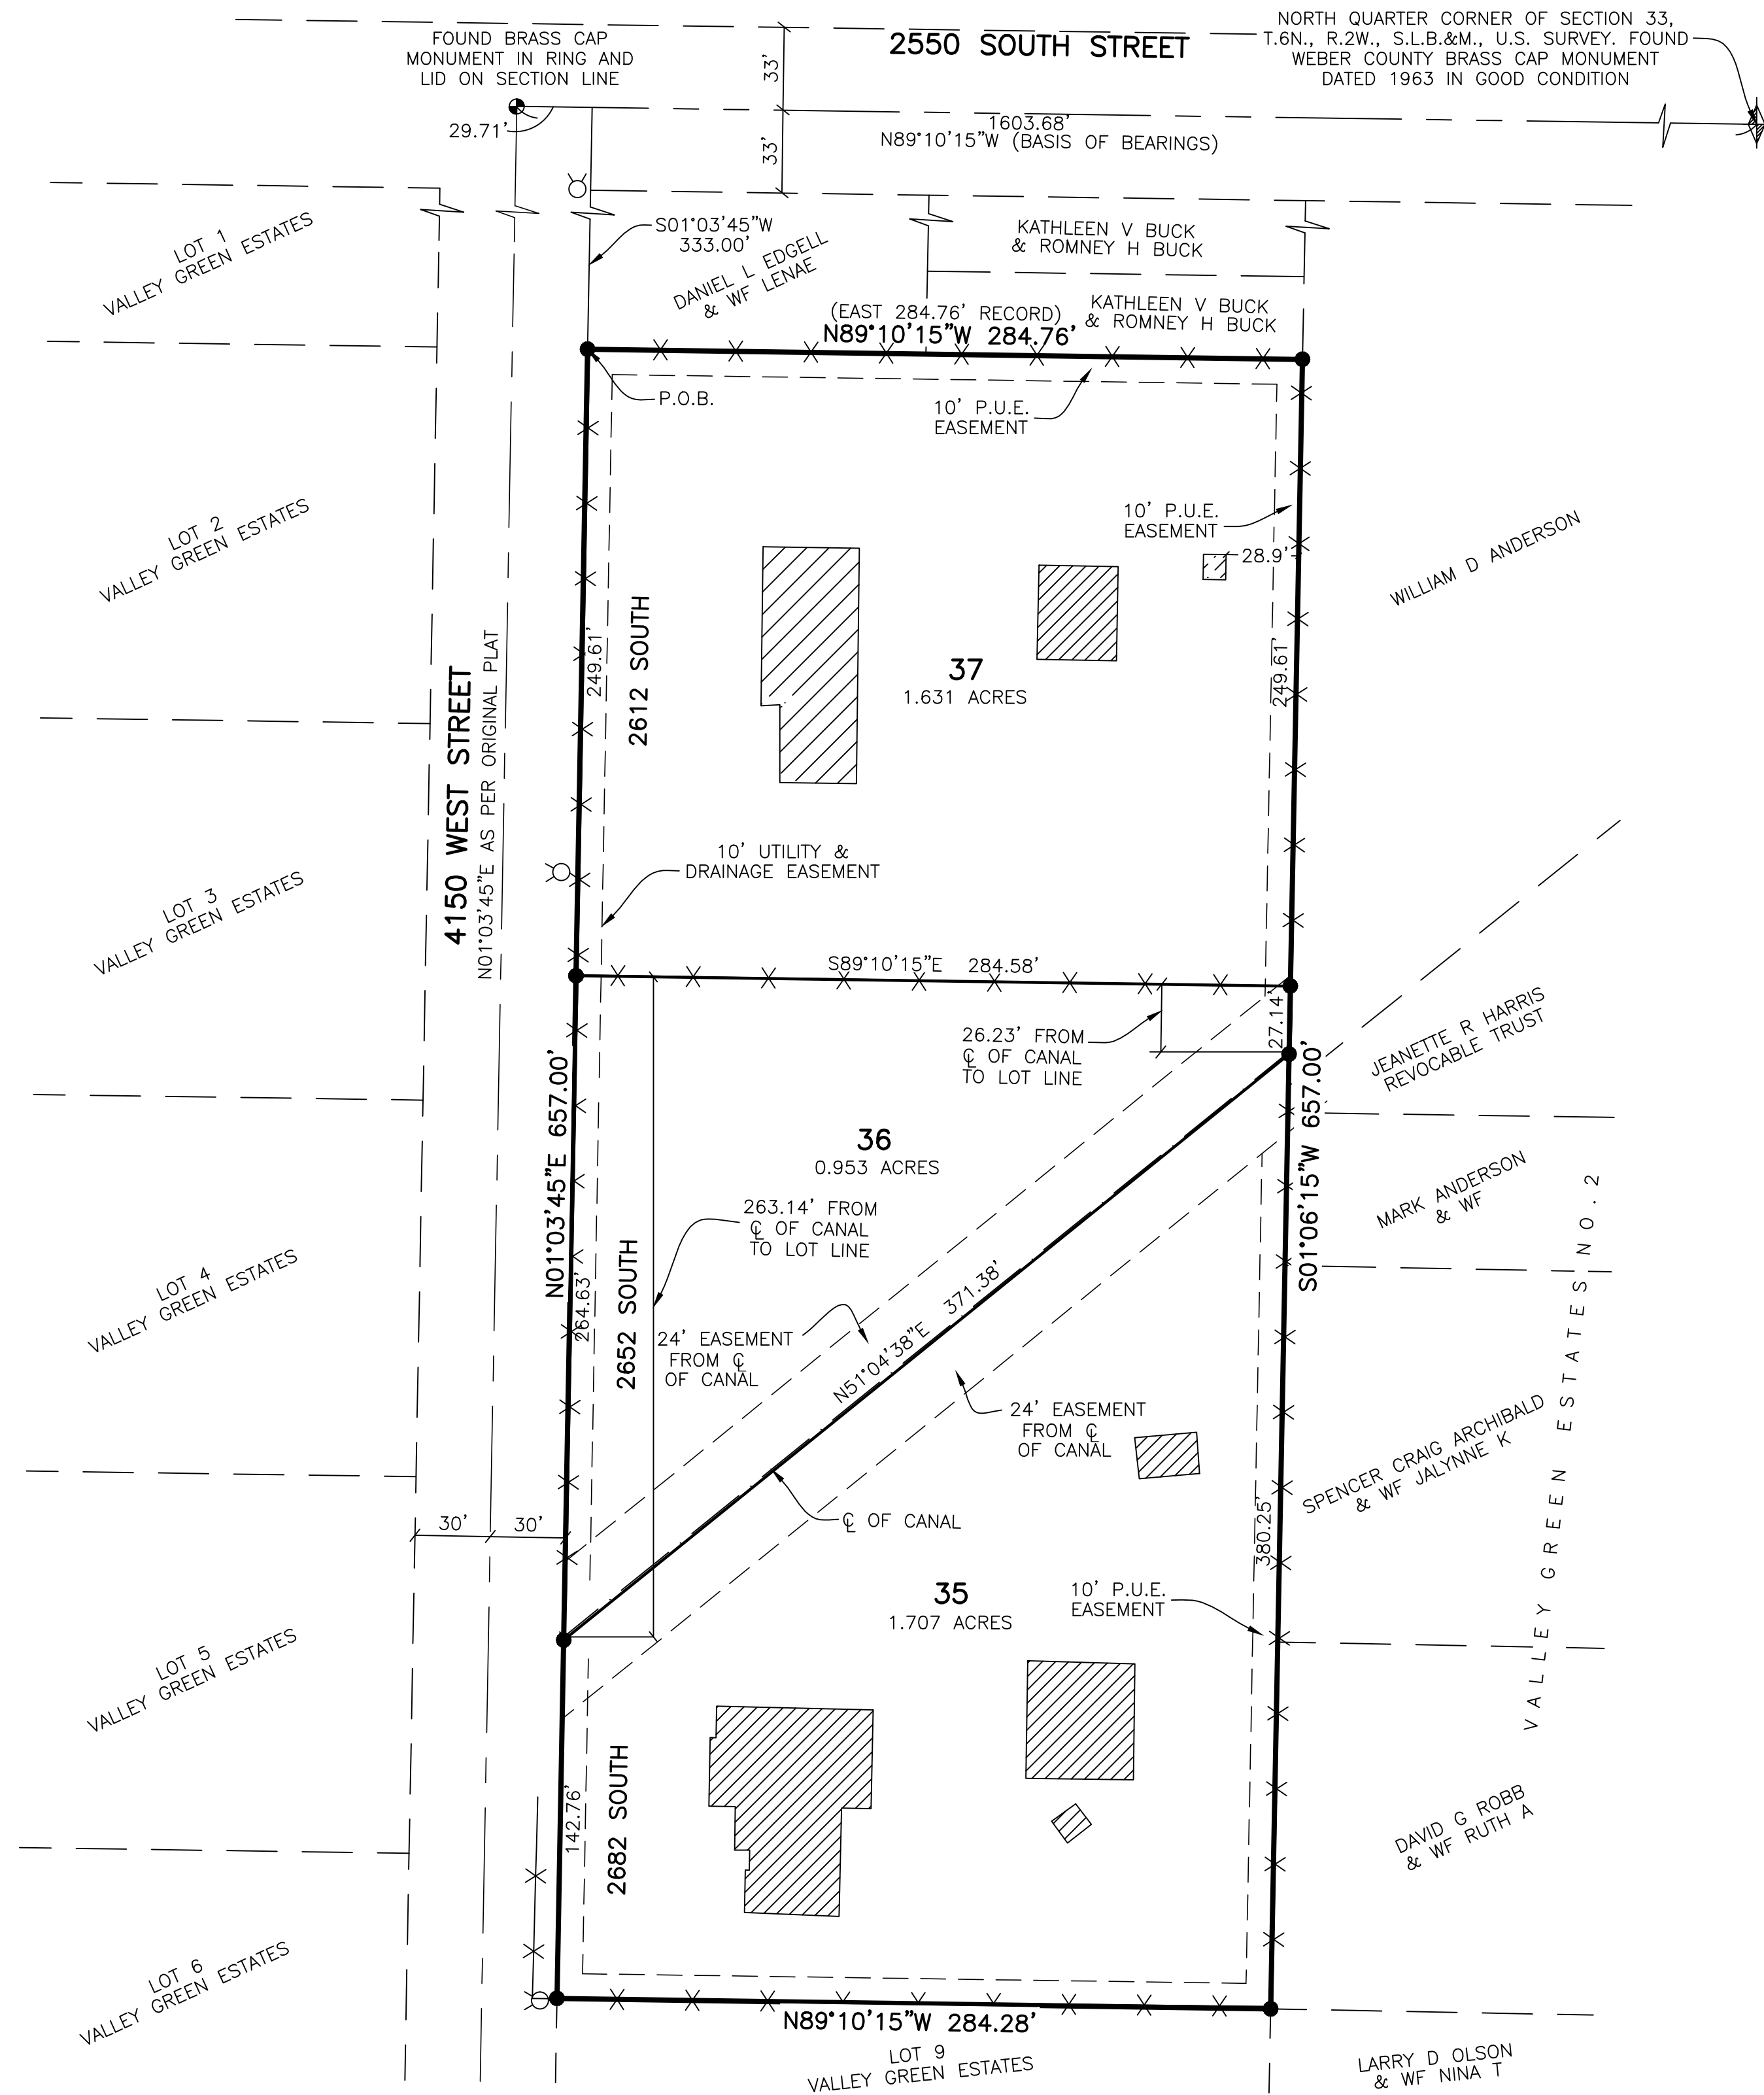 FOUND BRASS CAP
MONUMENT IN RING AND
LID ON SECTION LINE
2550 SOUTH STREET
NORTH QUARTER CORNER OF SECTION 33,
T.6N., R.2W., S.L.B.&M., U.S. SURVEY. FOUND
WEBER COUNTY BRASS CAP MONUMENT
DATED 1963 IN GOOD CONDITION
33'
33'
29.71'
1603.68'
N89°10'15"W (BASIS OF BEARINGS)
S01°03'45"W
333.00'
DANIEL L EDGELL
& WF LENAE
KATHLEEN V BUCK
& ROMNEY H BUCK
KATHLEEN V BUCK
& ROMNEY H BUCK
(EAST 284.76' RECORD)
N89°10'15"W 284.76'
P.O.B.
10' P.U.E.
EASEMENT
10' P.U.E.
EASEMENT
28.9'
LOT 1
VALLEY GREEN ESTATES
LOT 2
VALLEY GREEN ESTATES
LOT 3
VALLEY GREEN ESTATES
LOT 4
VALLEY GREEN ESTATES
LOT 5
VALLEY GREEN ESTATES
LOT 6
VALLEY GREEN ESTATES
4150 WEST STREET
N01°03'45"E AS PER ORIGINAL PLAT
249.61'
2612 SOUTH
37
1.631 ACRES
249.61'
WILLIAM D ANDERSON
10' UTILITY &
DRAINAGE EASEMENT
S89°10'15"E 284.58'
26.23' FROM
℄ OF CANAL
TO LOT LINE
27.14'
JEANETTE R HARRIS
REVOCABLE TRUST
N01°03'45"E 657.00'
S01°06'15"W 657.00'
36
0.953 ACRES
263.14' FROM
℄ OF CANAL
TO LOT LINE
264.63'
2652 SOUTH
24' EASEMENT
FROM ℄
OF CANAL
N51°04'38"E 371.38'
24' EASEMENT
FROM ℄
OF CANAL
MARK ANDERSON
& WF
SPENCER CRAIG ARCHIBALD
& WF JALYNNE K
VALLEY GREEN ESTATES NO.2
30'
30'
℄ OF CANAL
380.25'
35
1.707 ACRES
10' P.U.E.
EASEMENT
142.76'
2682 SOUTH
DAVID G ROBB
& WF RUTH A
N89°10'15"W 284.28'
LOT 9
VALLEY GREEN ESTATES
LARRY D OLSON
& WF NINA T